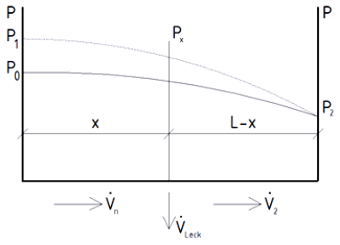 P P
P₁
Pₓ
P₀
P₂
x L-x
V̇ₙ V̇₂
V̇Leck